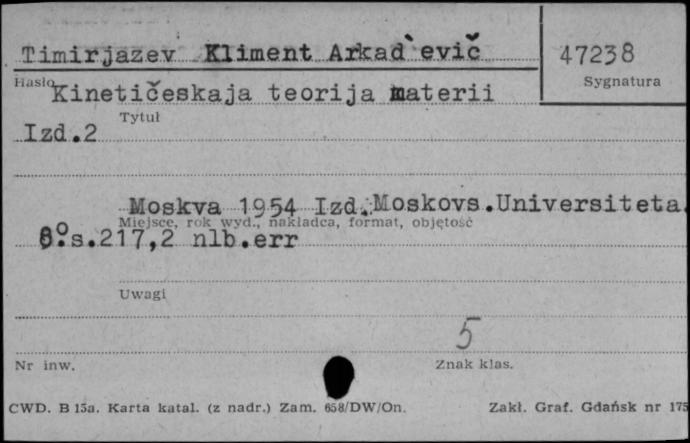 Timirjazev Kliment Arkad`evič
47238
Hasło
Sygnatura
Kinetičeskaja teorija materii
Tytuł
Izd.2
Moskva 1954 Izd.Moskovs.Universiteta.
Miejsce, rok wyd., nakładca, format, objętość
8º.s.217,2 nlb.err
Uwagi
5
Nr inw.
Znak klas.
CWD. B 15a. Karta katal. (z nadr.) Zam. 658/DW/On.
Zakł. Graf. Gdańsk nr 175